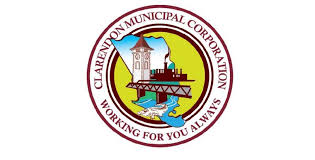 CLARENDON MUNICIPAL CORPORATION
WORKING FOR YOU ALWAYS